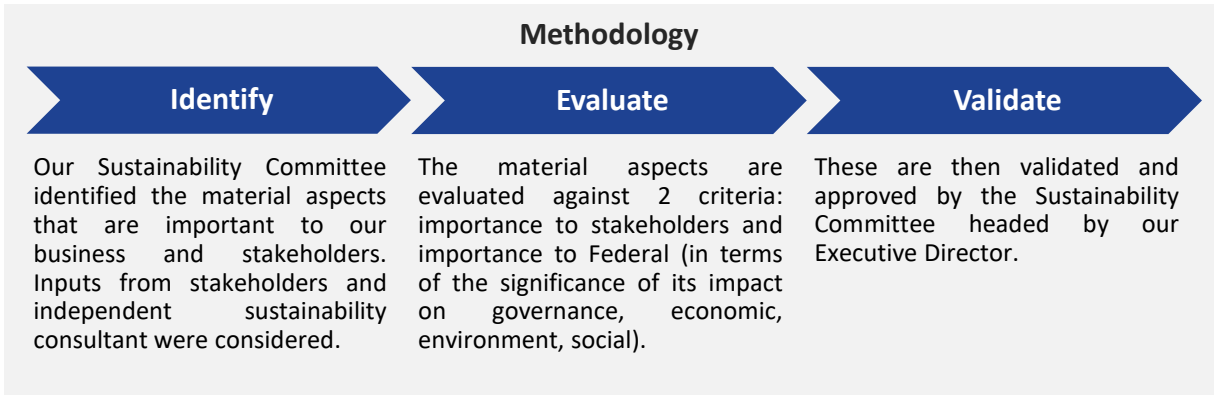 Methodology
Identify
Our Sustainability Committee
identified the material aspects
that are important to our
business and stakeholders.
Inputs from stakeholders and
independent sustainability
consultant were considered.
Evaluate
The material aspects are
evaluated against 2 criteria:
importance to stakeholders and
importance to Federal (in terms
of the significance of its impact
on governance, economic,
environment, social).
Validate
These are then validated and
approved by the Sustainability
Committee headed by our
Executive Director.